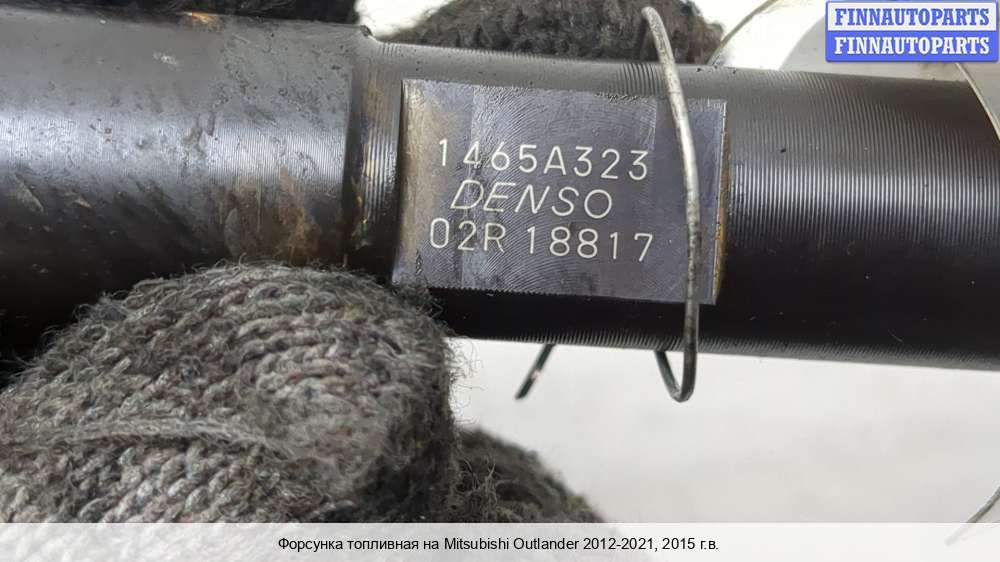 FINNAUTOPARTS
FINNAUTOPARTS
1465A323
DENSO
02R 18817
Форсунка топливная на Mitsubishi Outlander 2012-2021, 2015 г.в.